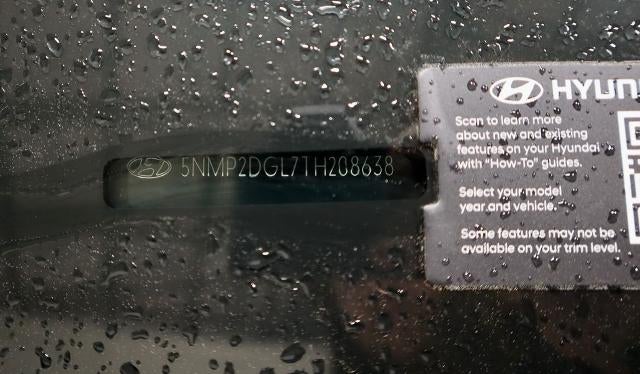 5NMP2DGL7TH208638
HYUN
Scan to learn more
about new and existing
features on your Hyundai
with "How-To" guides.
Select your model
year and vehicle.
Some features may not be
available on your trim level.